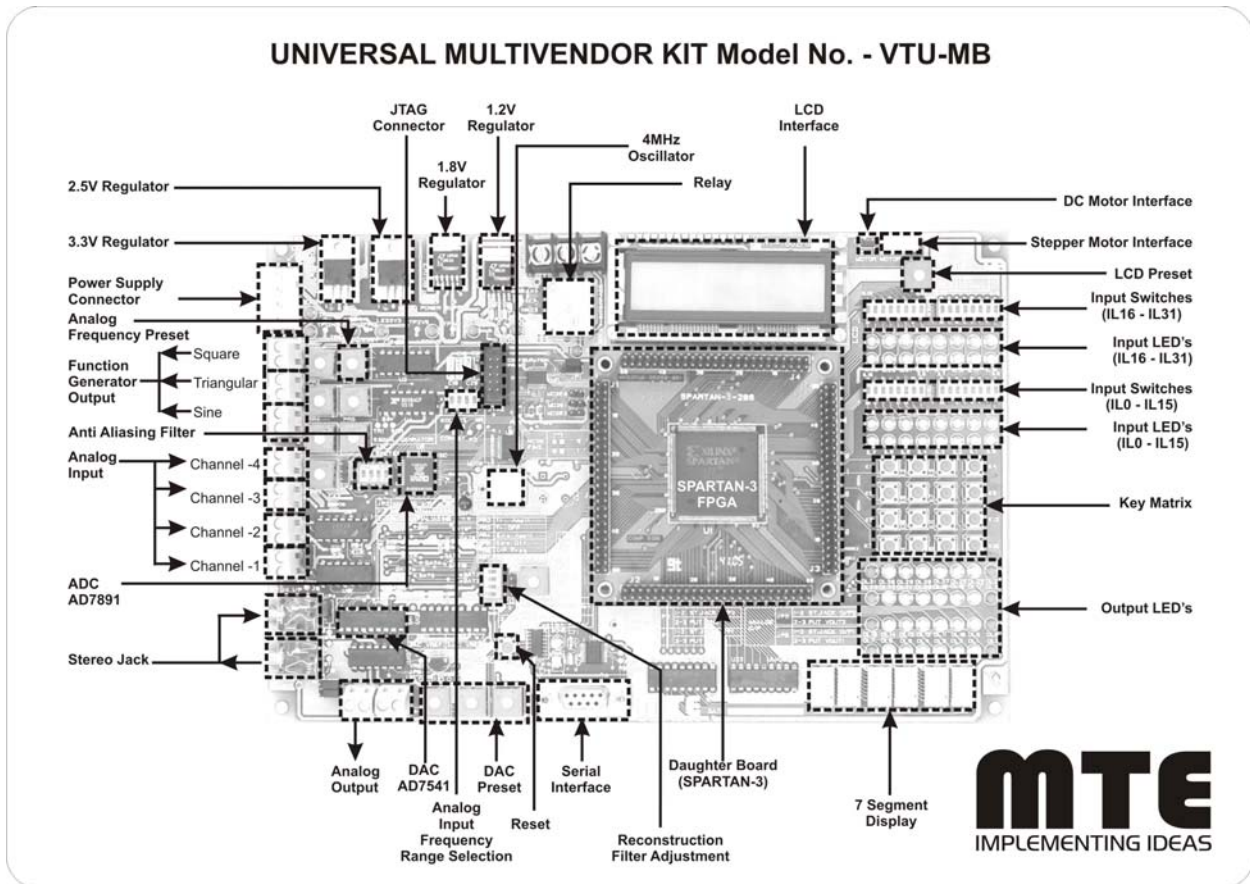 UNIVERSAL MULTIVENDOR KIT Model No. - VTU-MB
JTAG
Connector
1.2V
Regulator
LCD
Interface
4MHz
Oscillator
1.8V
Regulator
Relay
2.5V Regulator
DC Motor Interface
3.3V Regulator
Stepper Motor Interface
LCD Preset
Power Supply
Connector
Input Switches
(IL16 - IL31)
Analog
Frequency Preset
Input LED's
(IL16 - IL31)
Function
Generator
Output
Square
Triangular
Sine
Input Switches
(IL0 - IL15)
Input LED's
(IL0 - IL15)
Anti Aliasing Filter
Analog
Input
Channel -4
Channel -3
Channel -2
Channel -1
SPARTAN-3-208
XILINX
SPARTAN
SPARTAN-3
FPGA
Key Matrix
ADC
AD7891
Output LED's
Stereo Jack
Analog
Output
DAC
AD7541
DAC
Preset
Serial
Interface
Daughter Board
(SPARTAN-3)
7 Segment
Display
Analog
Input
Frequency
Range Selection
Reset
Reconstruction
Filter Adjustment
MTE
IMPLEMENTING IDEAS